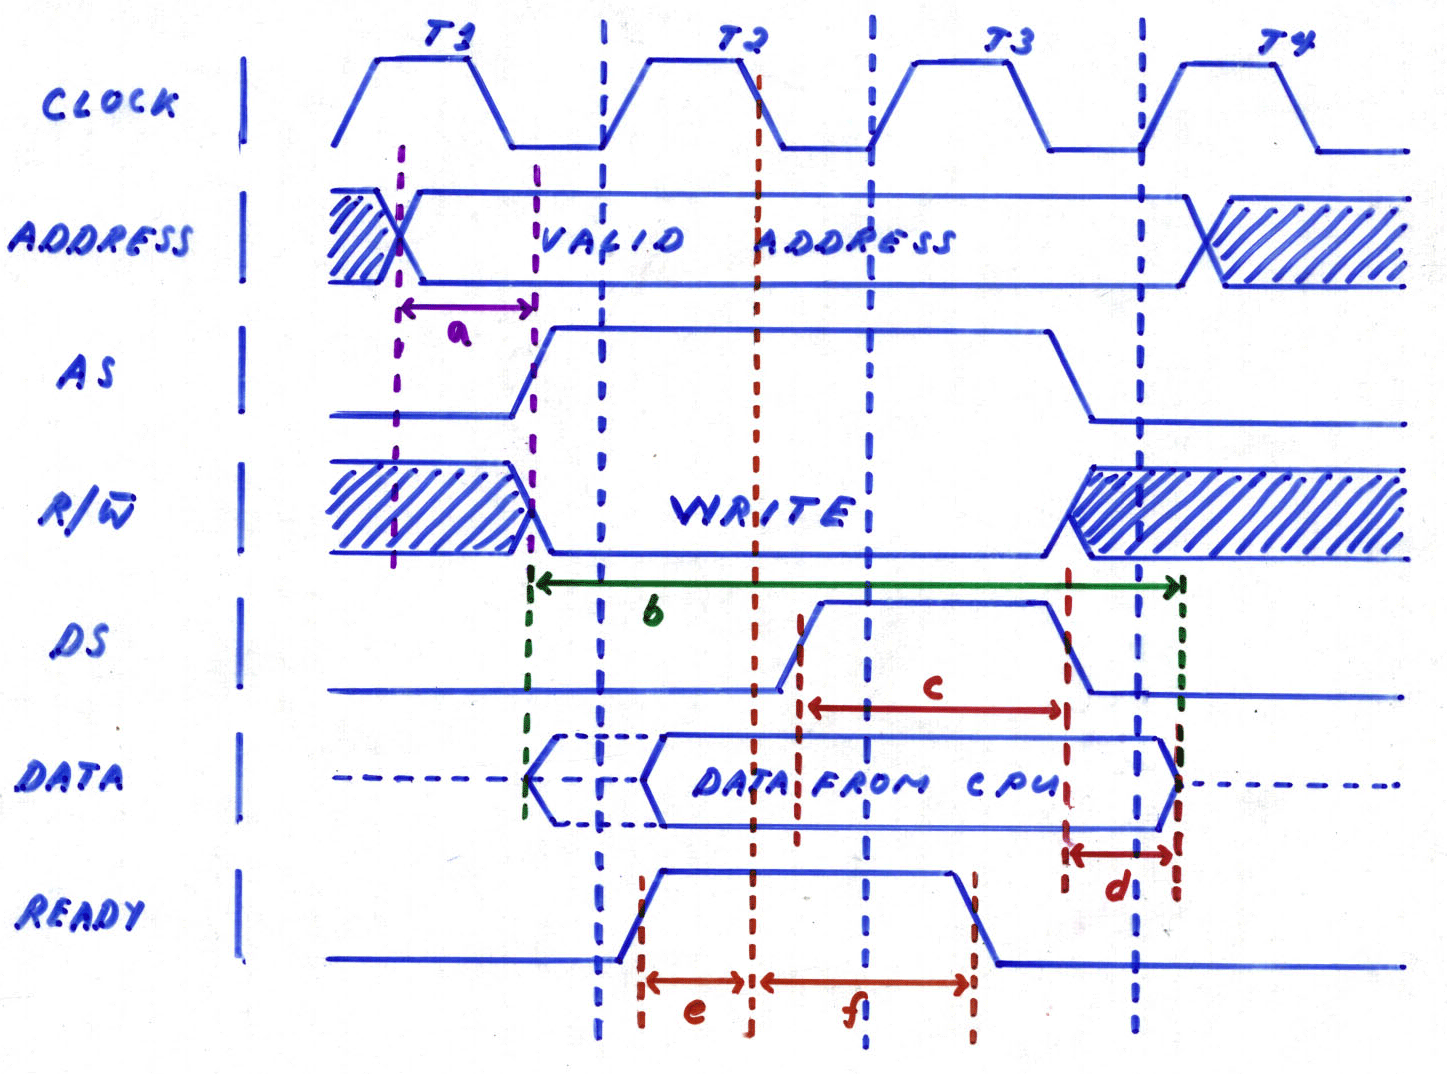 T1 T2 T3 T4
CLOCK
ADDRESS VALID ADDRESS
a
AS
R/W̅ WRITE
b
DS
c
DATA DATA FROM CPU
d
READY
e f